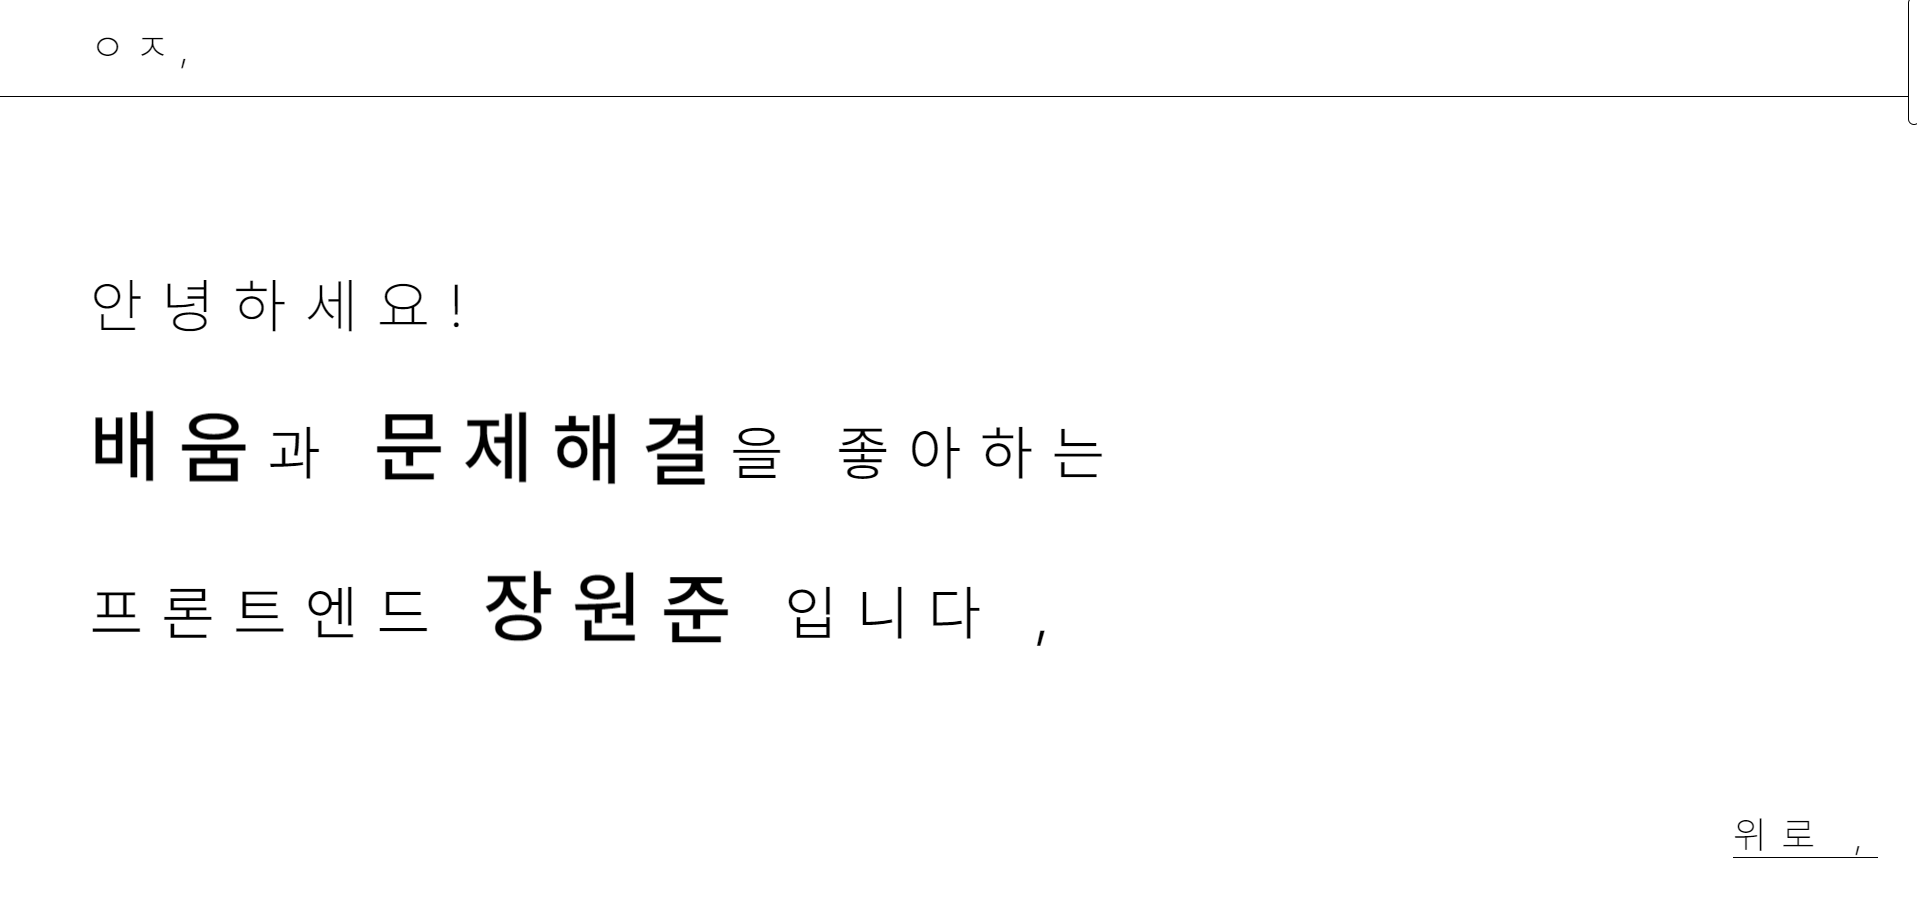 ㅇㅈ,
안녕하세요!
배움과 문제해결을 좋아하는
프론트엔드 장원준 입니다 ,
위로 ,